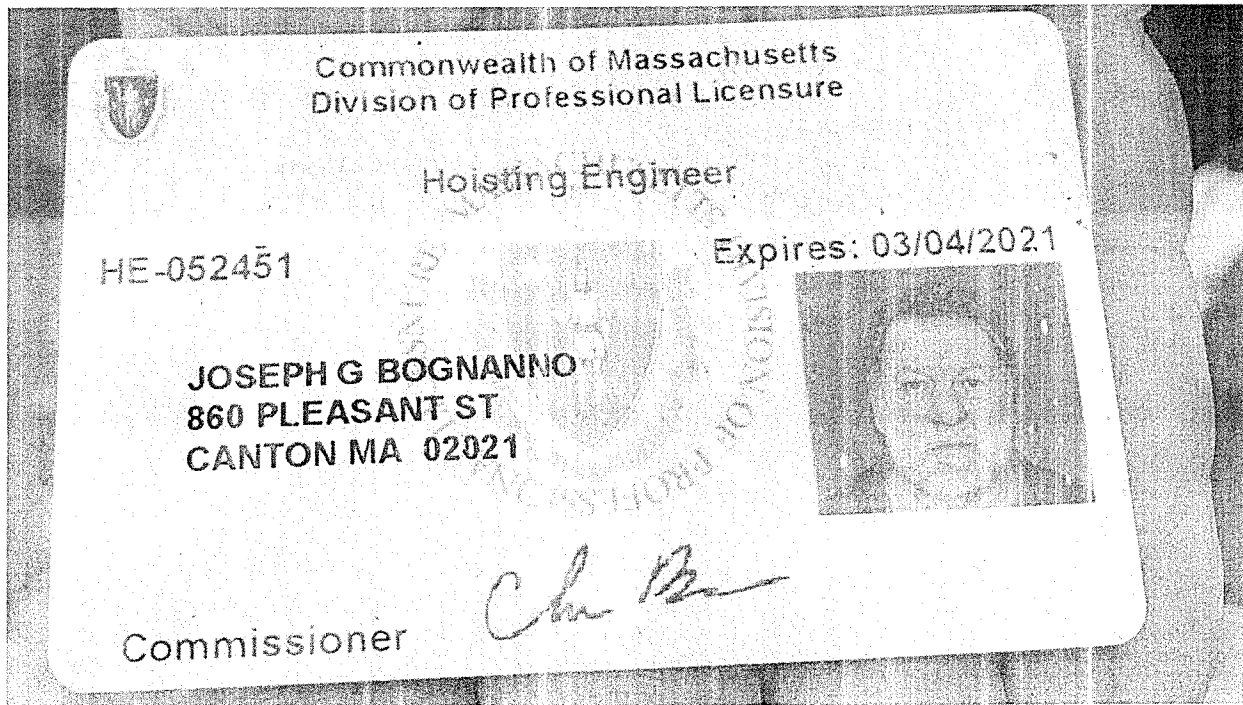 Commonwealth of Massachusetts
Division of Professional Licensure
Hoisting Engineer
HE-052451
Expires: 03/04/2021
JOSEPH G BOGNANNO
860 PLEASANT ST
CANTON MA 02021
Commissioner